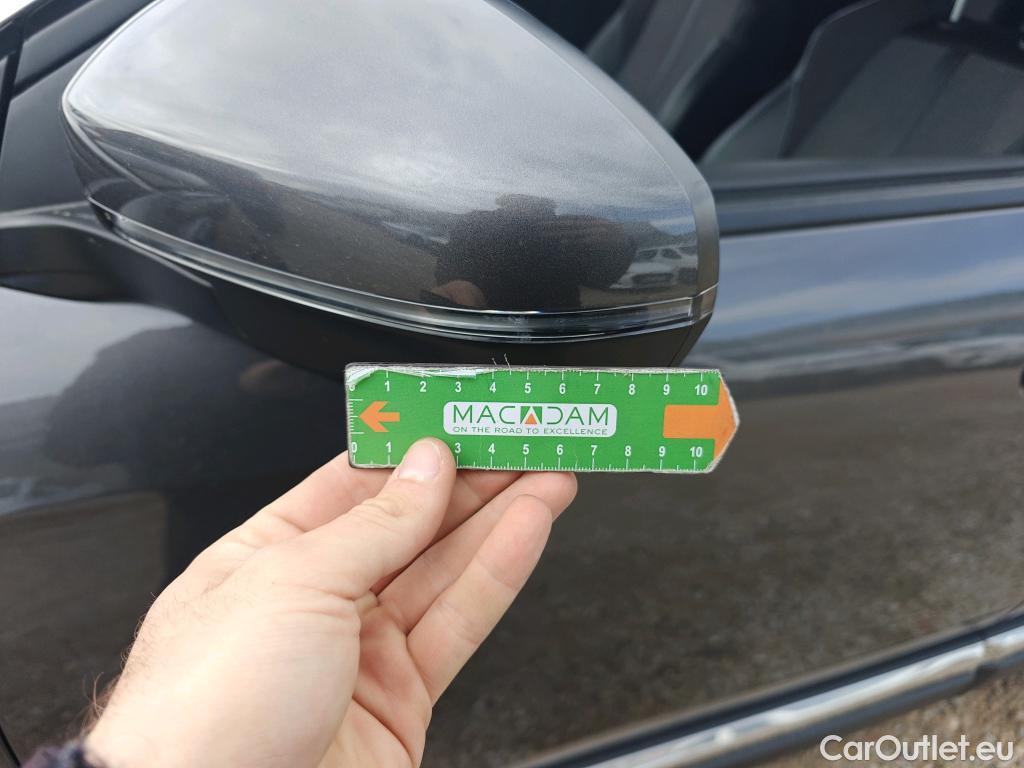 0 1 2 3 4 5 6 7 8 9 10
MACADAM
ON THE ROAD TO EXCELLENCE
0 1 3 4 5 6 7 8 9 10
CarOutlet.eu